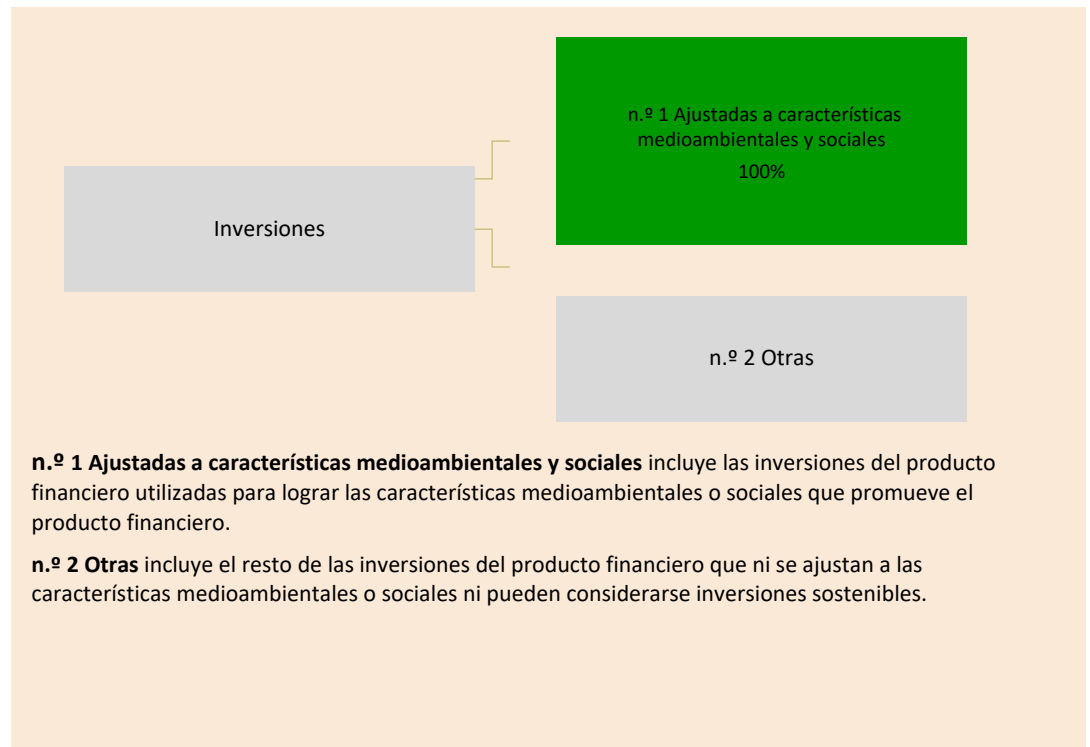 n.º 1 Ajustadas a características
medioambientales y sociales
100%
Inversiones
n.º 2 Otras
n.º 1 Ajustadas a características medioambientales y sociales incluye las inversiones del producto
financiero utilizadas para lograr las características medioambientales o sociales que promueve el
producto financiero.
n.º 2 Otras incluye el resto de las inversiones del producto financiero que ni se ajustan a las
características medioambientales o sociales ni pueden considerarse inversiones sostenibles.